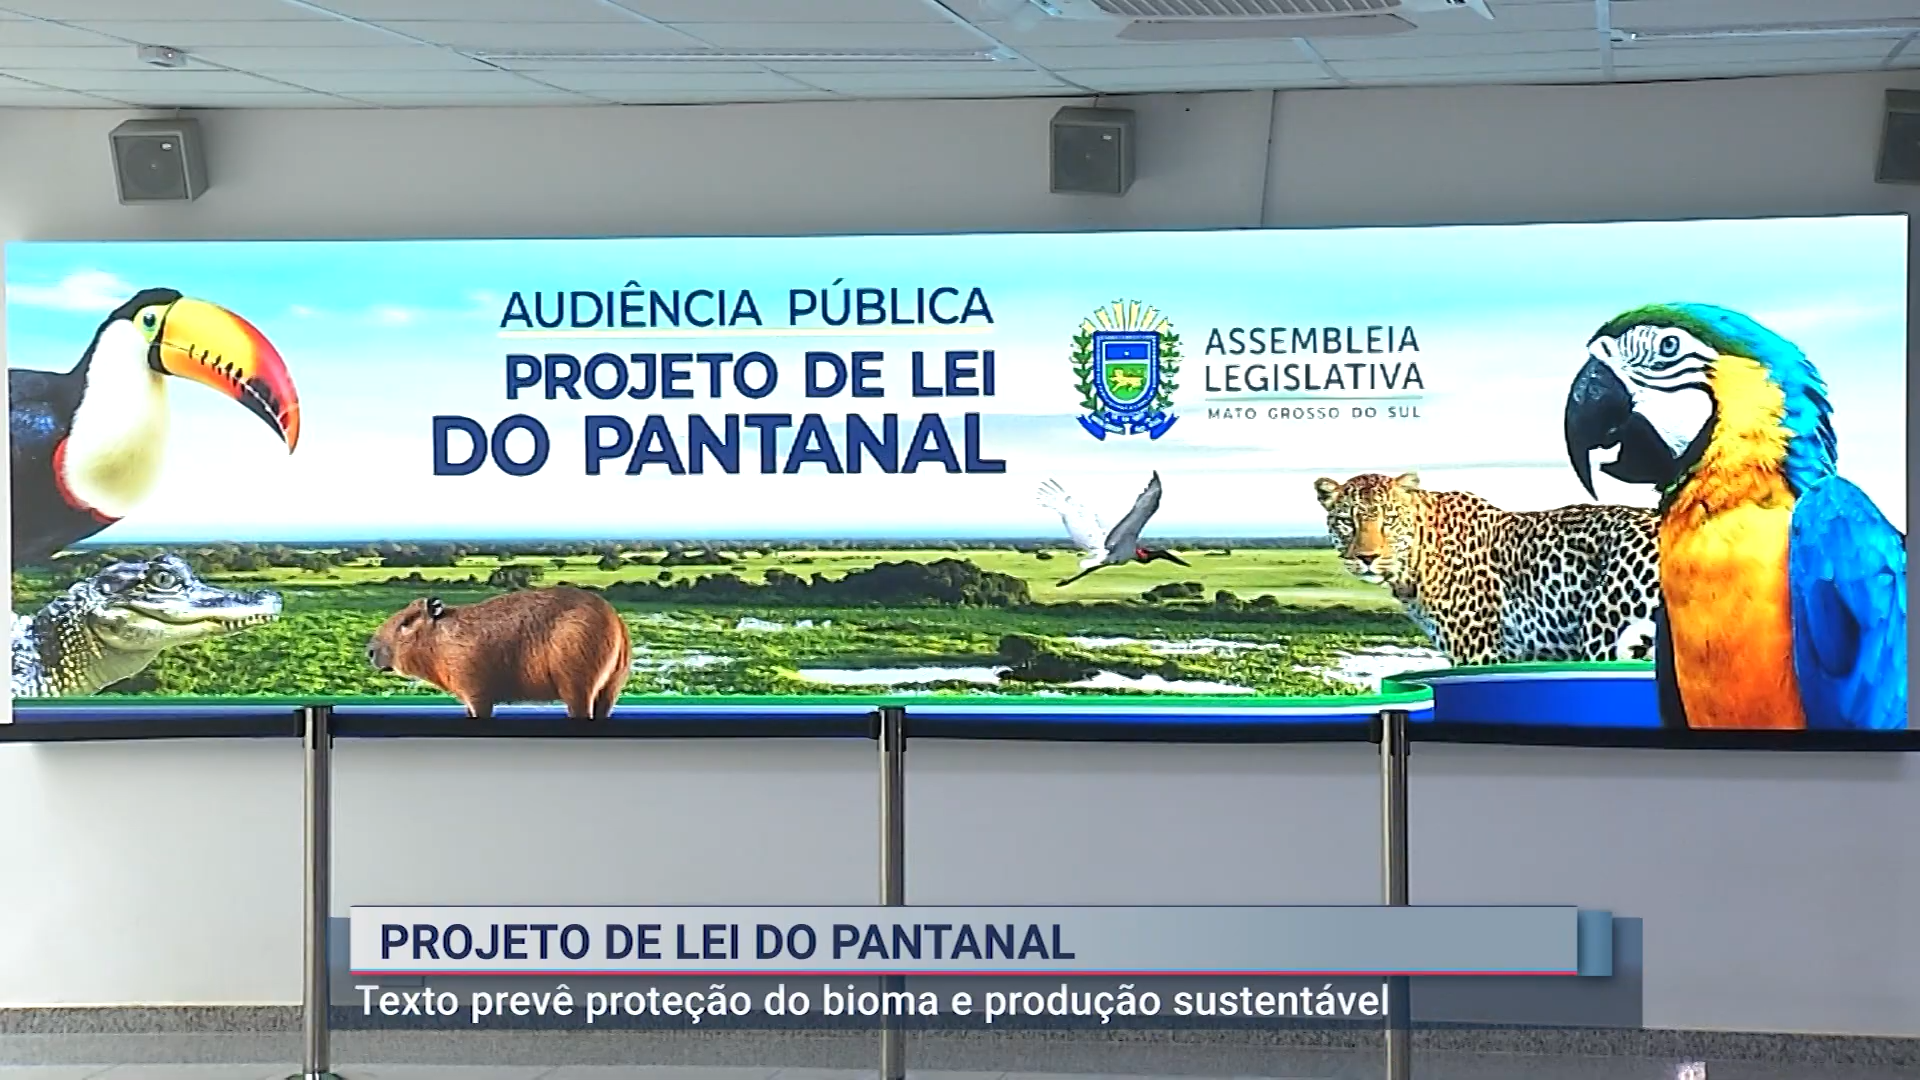 AUDIÊNCIA PÚBLICA
PROJETO DE LEI
DO PANTANAL
ASSEMBLEIA
LEGISLATIVA
MATO GROSSO DO SUL
PROJETO DE LEI DO PANTANAL
Texto prevê proteção do bioma e produção sustentável